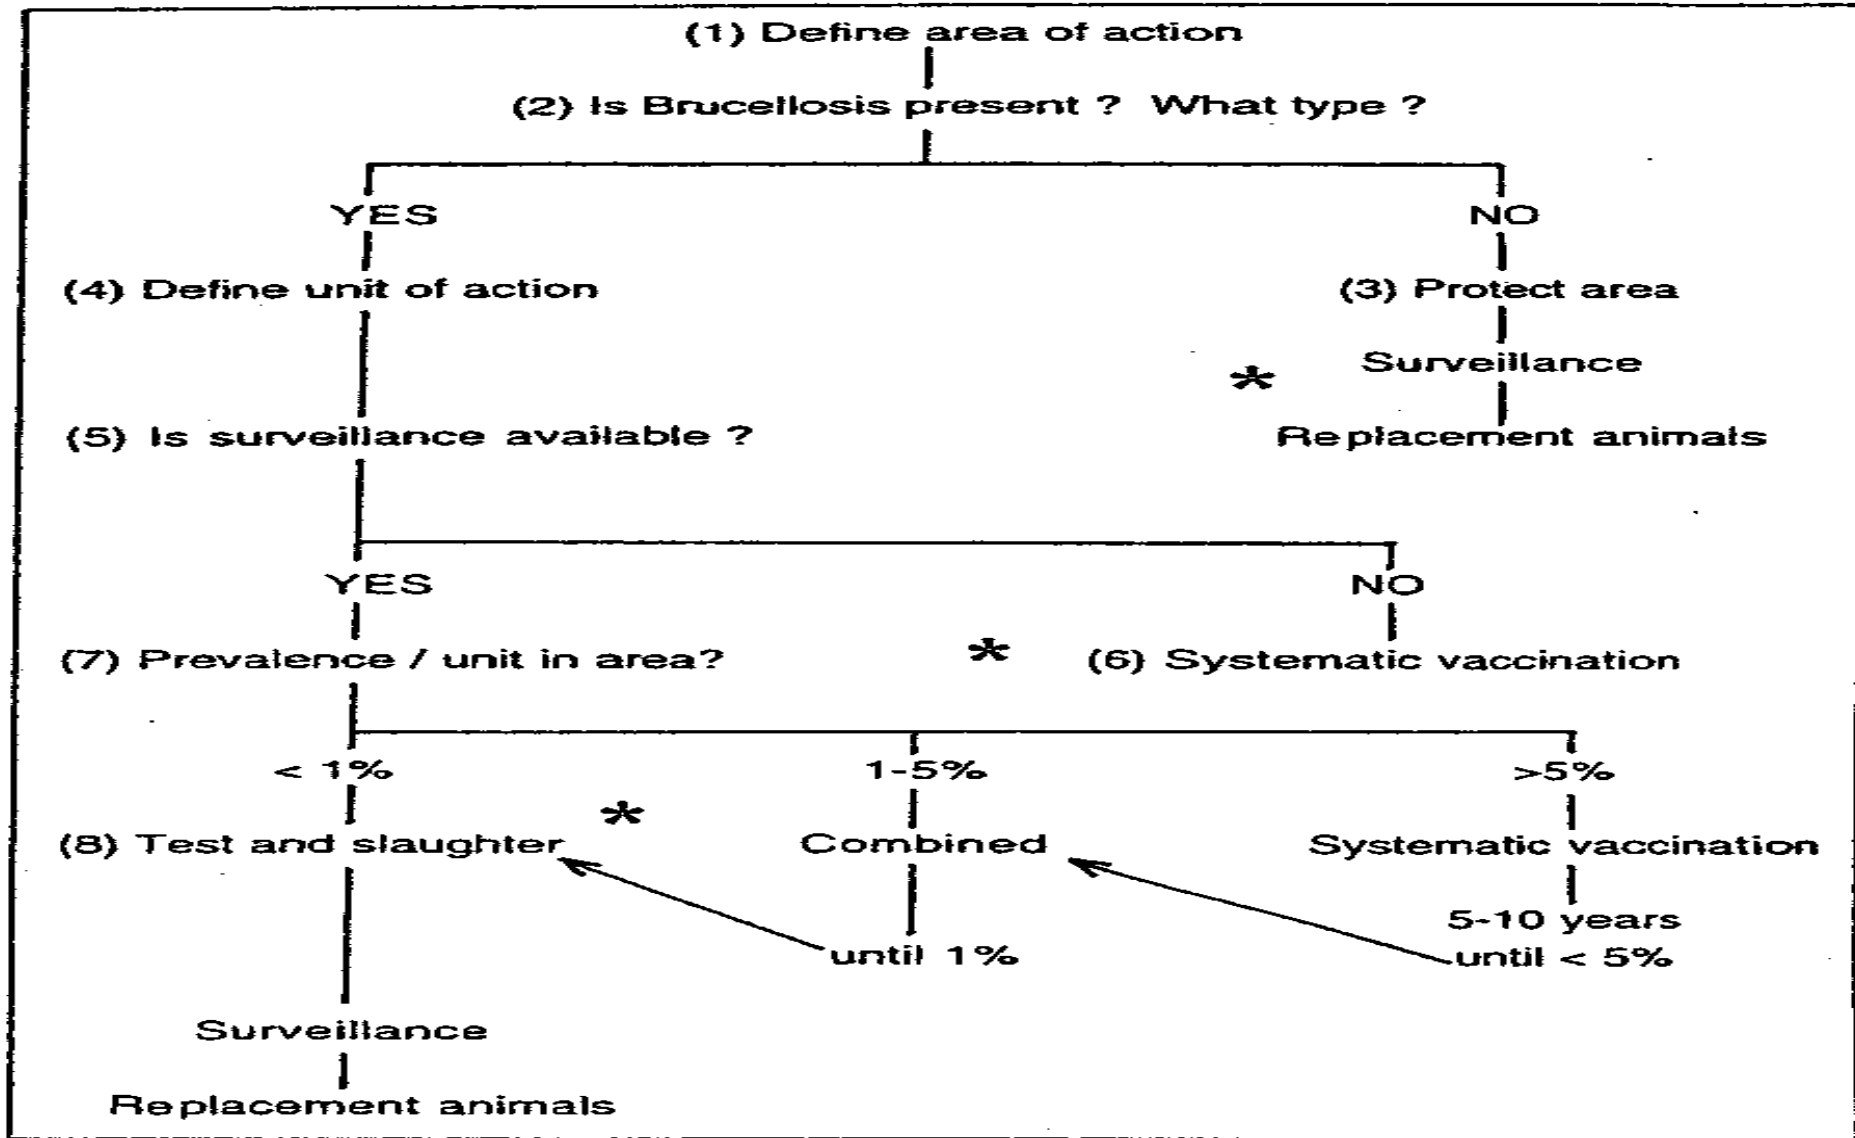 (1) Define area of action
(2) Is Brucellosis present ? What type ?
YES
NO
(4) Define unit of action
(3) Protect area
Surveillance
*
(5) Is surveillance available ?
Replacement animals
YES
NO
(7) Prevalence / unit in area?
*
(6) Systematic vaccination
< 1%
1-5%
>5%
(8) Test and slaughter
*
Combined
Systematic vaccination
5-10 years
until 1%
until < 5%
Surveillance
Replacement animals